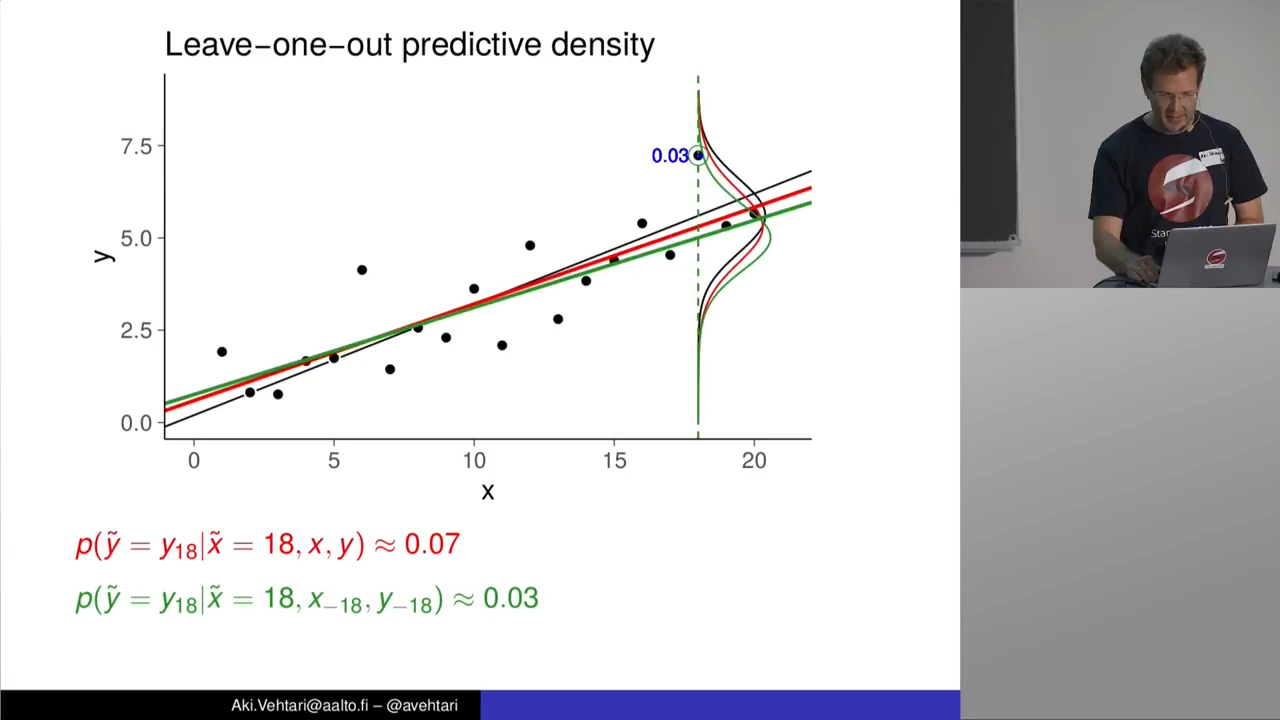 Leave−one−out predictive density
7.5
5.0
2.5
0.0
y
0.03
0
5
10
15
20
x
p(ỹ = y₁₈|x̃ = 18, x, y) ≈ 0.07
p(ỹ = y₁₈|x̃ = 18, x₋₁₈, y₋₁₈) ≈ 0.03
Aki.Vehtari@aalto.fi – @avehtari